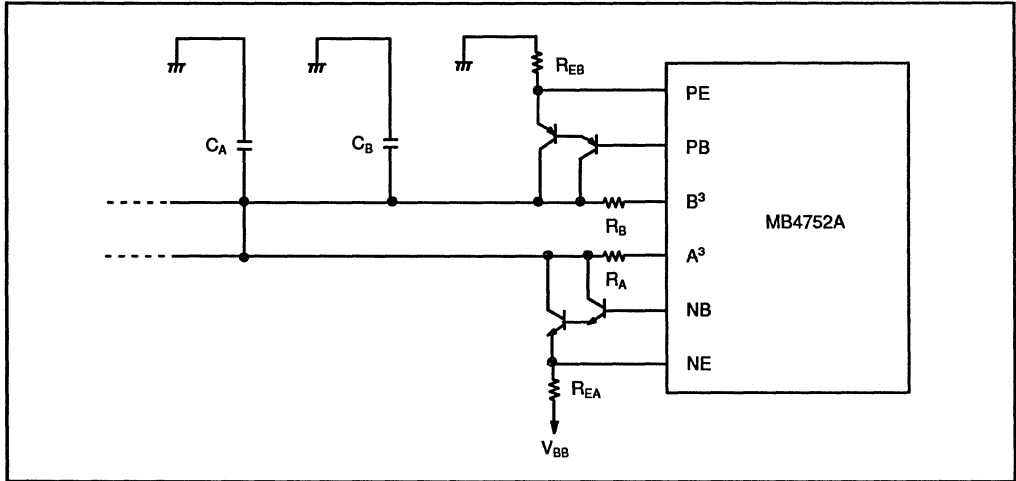 R_EB
PE
C_A
C_B
PB
B³
R_B
MB4752A
A³
R_A
NB
NE
R_EA
V_BB